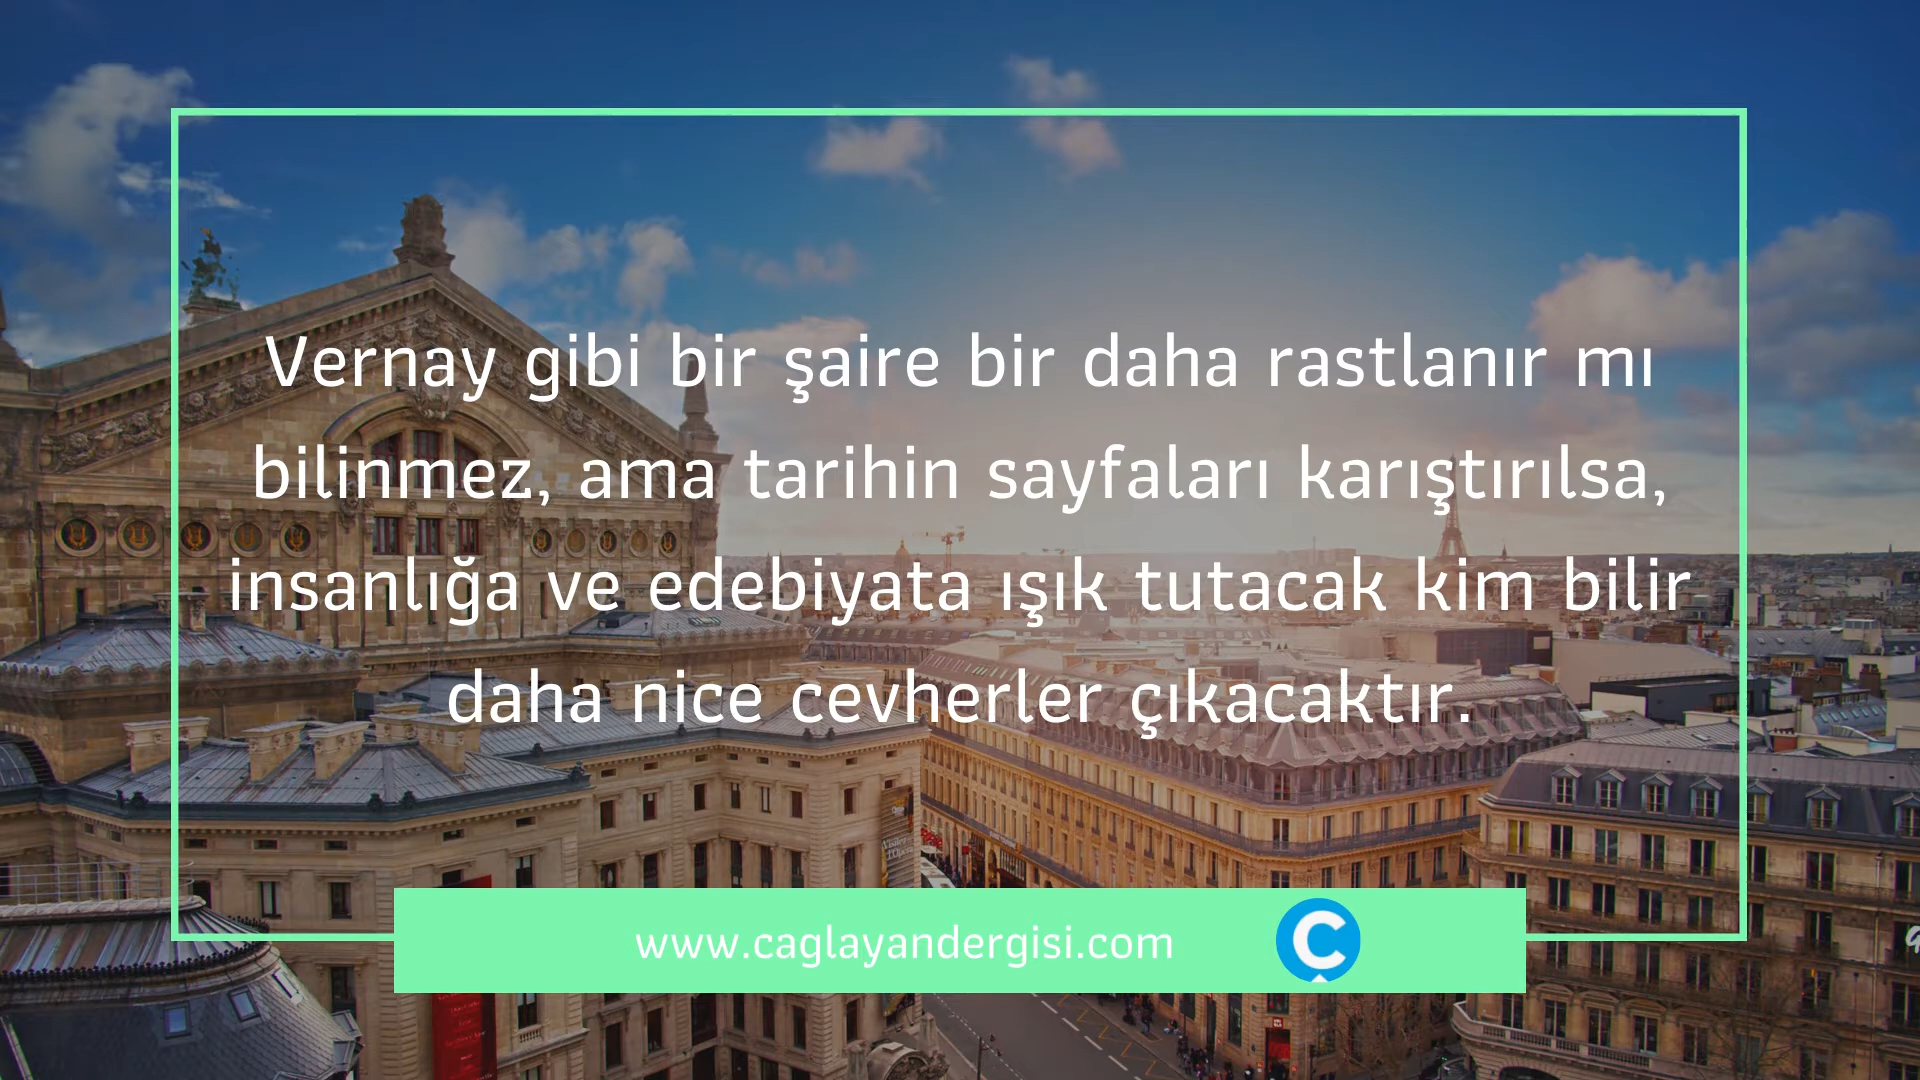 Vernay gibi bir şaire bir daha rastlanır mı
bilinmez, ama tarihin sayfaları karıştırılsa,
insanlığa ve edebiyata ışık tutacak kim bilir
daha nice cevherler çıkacaktır.
www.caglayandergisi.com
Ç